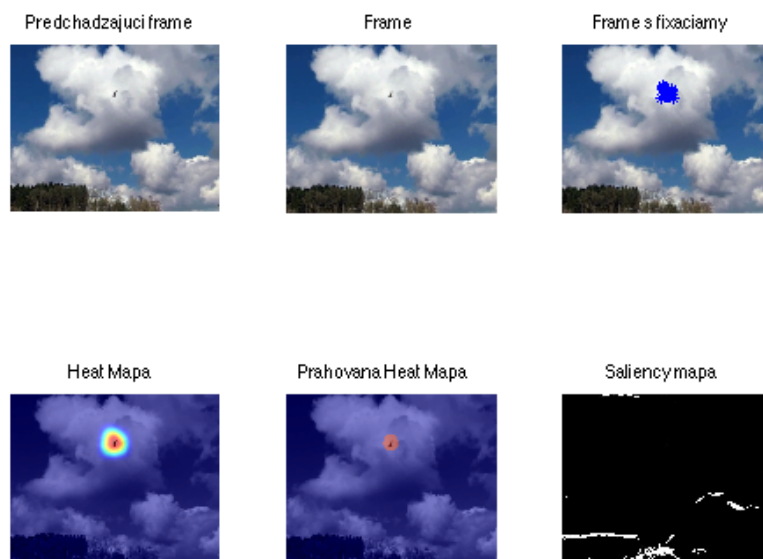 Predchadzajuci frame
Frame
Frame s fixaciamy
Heat Mapa
Prahovana Heat Mapa
Saliency mapa